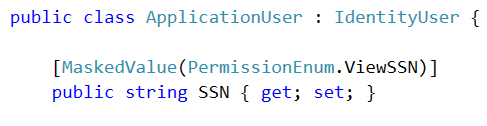 public class ApplicationUser : IdentityUser {
[MaskedValue(PermissionEnum.ViewSSN)]
public string SSN { get; set; }